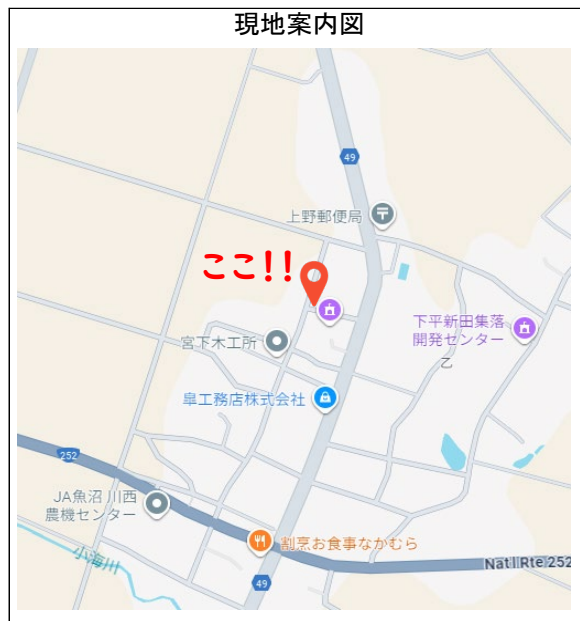 現地案内図
49
上野郵便局
ここ!!
下平新田集落
開発センター
乙
宮下木工所
皐工務店株式会社
252
JA魚沼 川西
農機センター
割烹お食事なかむら
小海川
Nat'l Rte 252
49